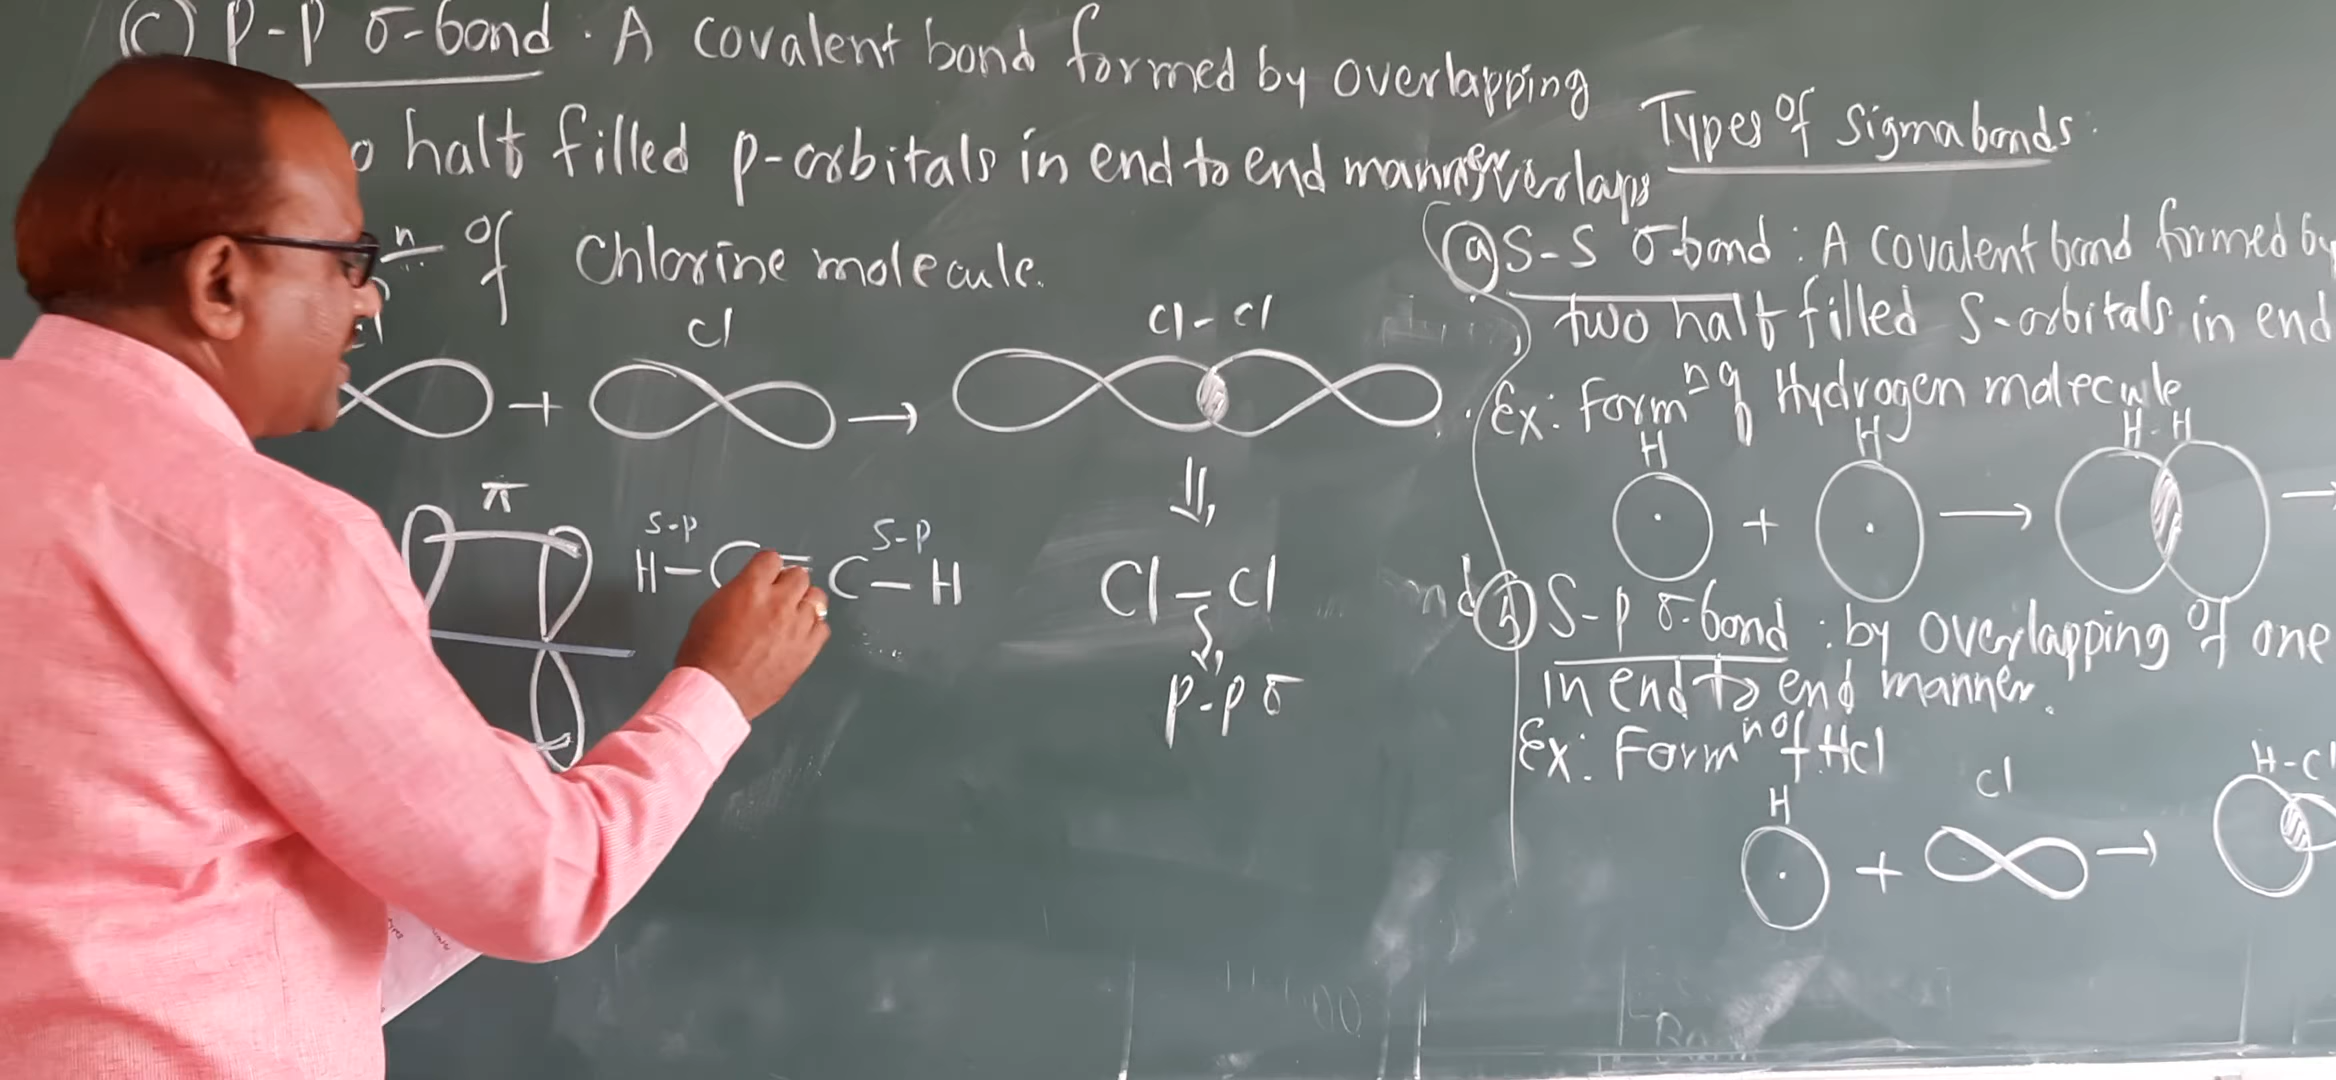 (C) P-P σ-bond . A covalent bond formed by overlapping
half filled p-orbitals in end to end manner
n of Chlorine molecule.
Cl Cl-Cl
+ →
π
S-p S-p
H-C C-H
⇓
Cl-Cl
P-P σ
Types of Sigma bonds.
overlaps
(a) S-S σ-bond : A covalent bond formed by
two half filled S-orbitals in end
Ex: Formn of Hydrogen molecule
H H H-H
+ → →
nd
(b) S-P σ-bond : by overlapping of one
in end to end manner.
Ex: Formn of HCl
H Cl H-Cl
+ →